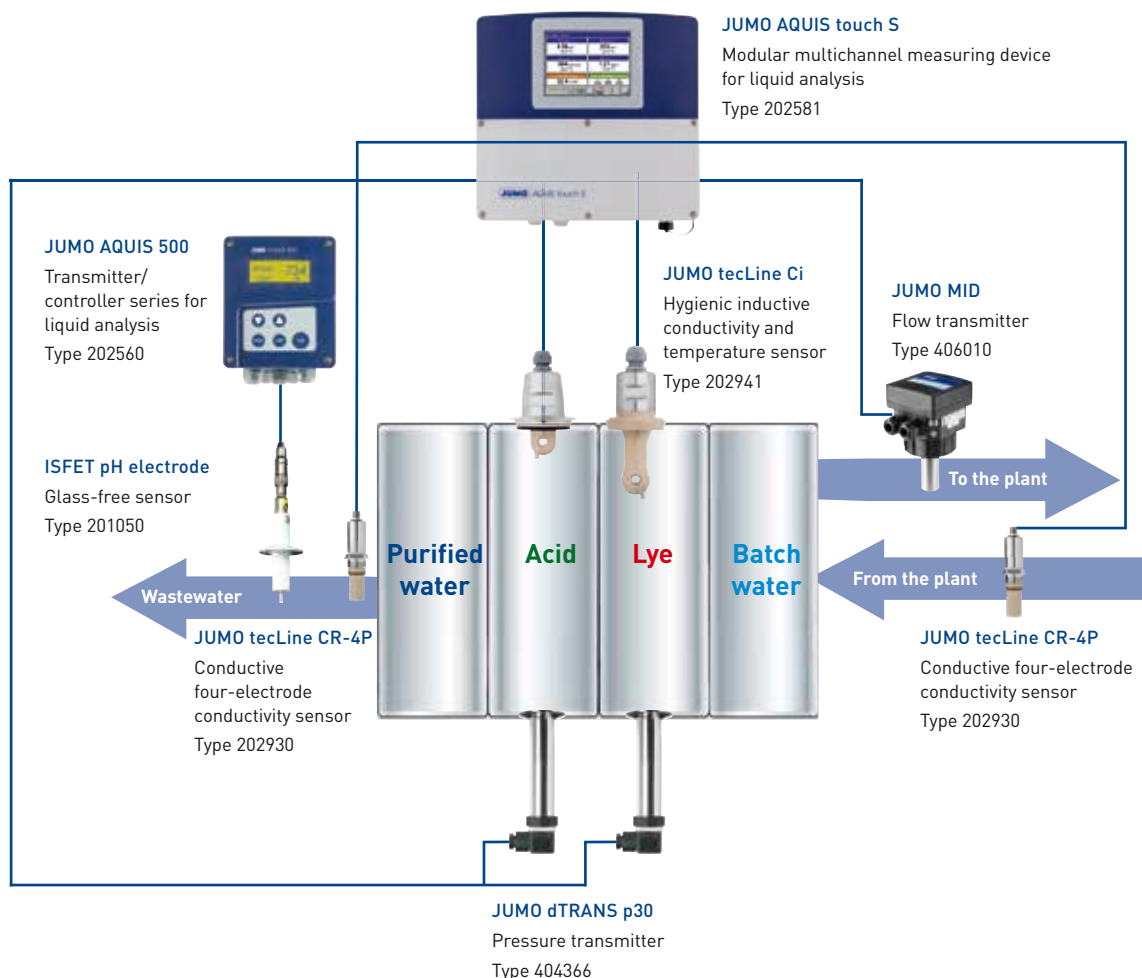 JUMO AQUIS touch S
Modular multichannel measuring device
for liquid analysis
Type 202581
JUMO AQUIS touch S
JUMO AQUIS 500
Transmitter/
controller series for
liquid analysis
Type 202560
JUMO tecLine Ci
Hygienic inductive
conductivity and
temperature sensor
Type 202941
JUMO MID
Flow transmitter
Type 406010
ISFET pH electrode
Glass-free sensor
Type 201050
To the plant
Purified
water
Acid
Lye
Batch
water
Wastewater
From the plant
JUMO tecLine CR-4P
Conductive
four-electrode
conductivity sensor
Type 202930
JUMO tecLine CR-4P
Conductive four-electrode
conductivity sensor
Type 202930
JUMO dTRANS p30
Pressure transmitter
Type 404366